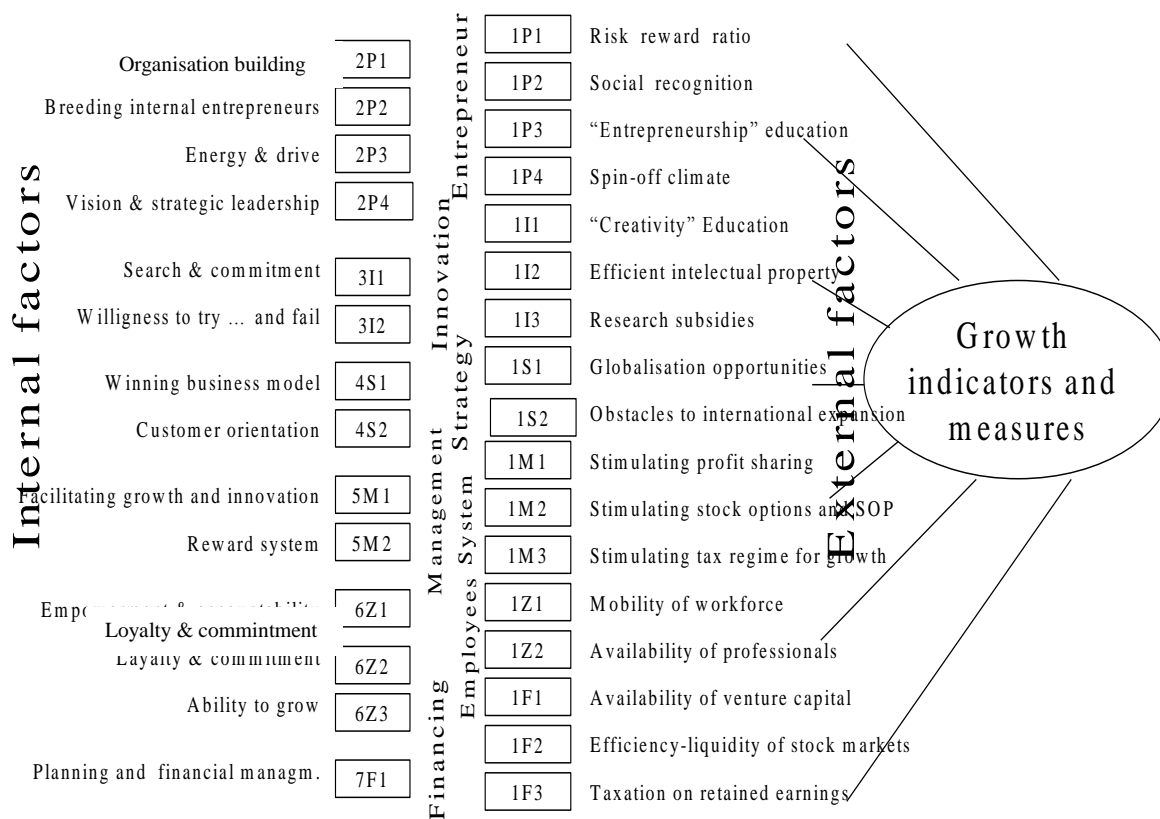 Internal factors
Organisation building
2P1
Breeding internal entrepreneurs
2P2
Energy & drive
2P3
Vision & strategic leadership
2P4
Search & commitment
3I1
Willigness to try ... and fail
3I2
Winning business model
4S1
Customer orientation
4S2
Facilitating growth and innovation
5M1
Reward system
5M2
6Z1
Loyalty & commintment
Layalty & commitment
6Z2
Ability to grow
6Z3
Planning and financial managm.
7F1
Entrepreneur
Innovation
Strategy
Management
System
Employees
Financing
1P1
Risk reward ratio
1P2
Social recognition
1P3
“Entrepreneurship” education
1P4
Spin-off climate
1I1
“Creativity” Education
1I2
Efficient intelectual property
1I3
Research subsidies
1S1
Globalisation opportunities
1S2
Obstacles to international expansion
1M1
Stimulating profit sharing
1M2
Stimulating stock options and SOP
1M3
Stimulating tax regime for growth
1Z1
Mobility of workforce
1Z2
Availability of professionals
1F1
Availability of venture capital
1F2
Efficiency-liquidity of stock markets
1F3
Taxation on retained earnings
External factors
Growth
indicators and
measures